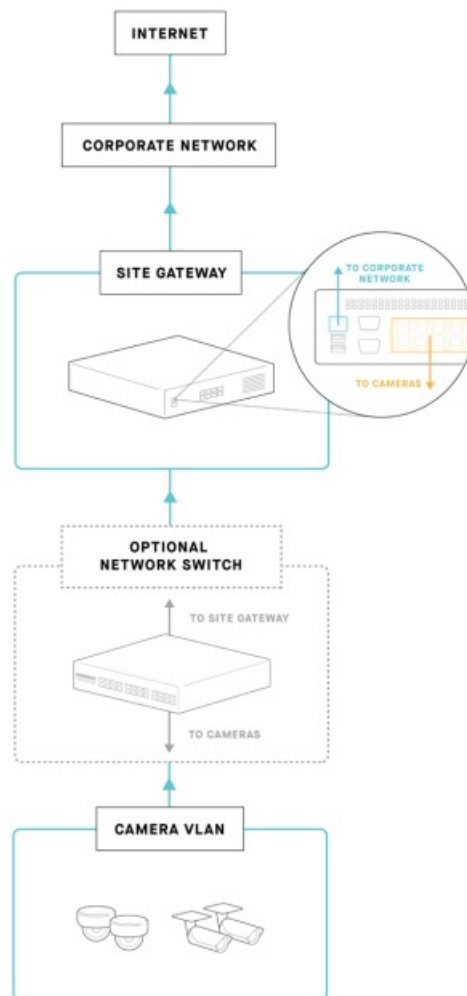 INTERNET
CORPORATE NETWORK
SITE GATEWAY
TO CORPORATE
NETWORK
TO CAMERAS
OPTIONAL
NETWORK SWITCH
TO SITE GATEWAY
TO CAMERAS
CAMERA VLAN